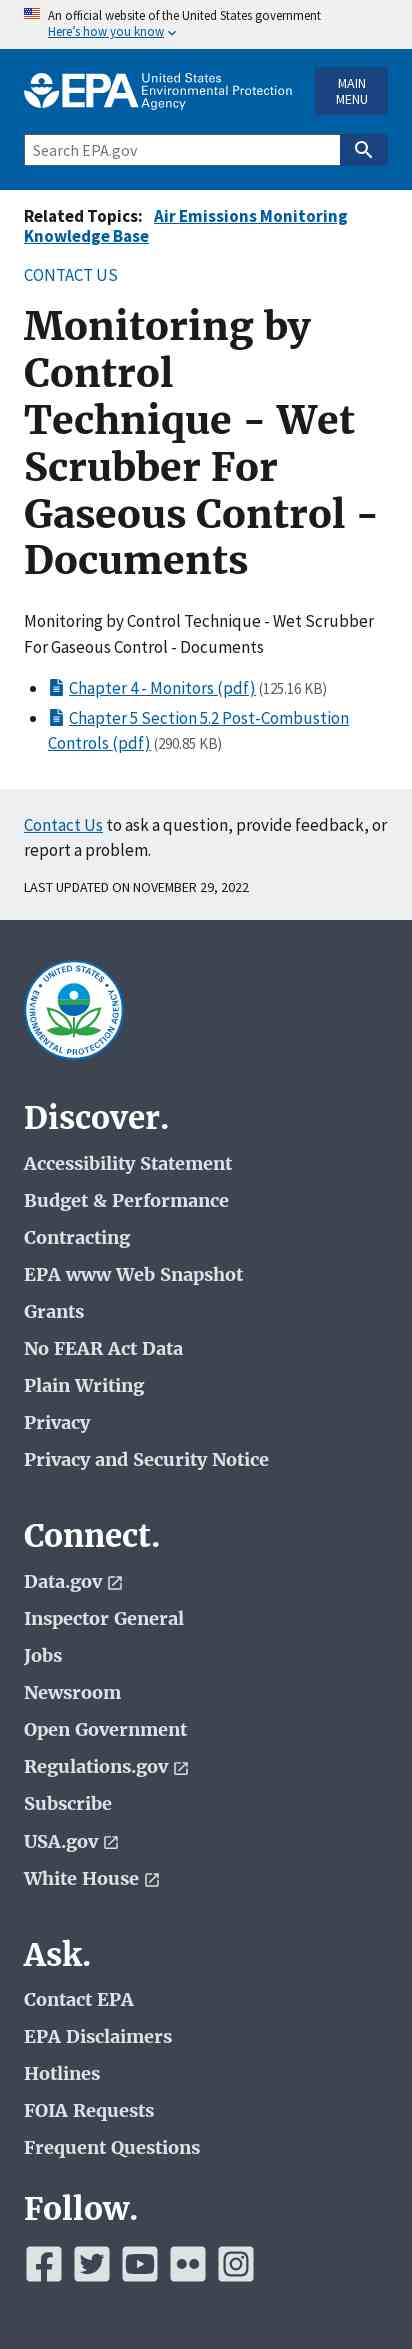 An official website of the United States government
Here's how you know
EPA United States
Environmental Protection
Agency
MAIN
MENU
Search EPA.gov
Related Topics: Air Emissions Monitoring
Knowledge Base
CONTACT US
Monitoring by
Control
Technique - Wet
Scrubber For
Gaseous Control -
Documents
Monitoring by Control Technique - Wet Scrubber
For Gaseous Control - Documents
Chapter 4 - Monitors (pdf) (125.16 KB)
Chapter 5 Section 5.2 Post-Combustion
Controls (pdf) (290.85 KB)
Contact Us to ask a question, provide feedback, or
report a problem.
LAST UPDATED ON NOVEMBER 29, 2022
UNITED STATES
ENVIRONMENTAL PROTECTION AGENCY
Discover.
Accessibility Statement
Budget & Performance
Contracting
EPA www Web Snapshot
Grants
No FEAR Act Data
Plain Writing
Privacy
Privacy and Security Notice
Connect.
Data.gov
Inspector General
Jobs
Newsroom
Open Government
Regulations.gov
Subscribe
USA.gov
White House
Ask.
Contact EPA
EPA Disclaimers
Hotlines
FOIA Requests
Frequent Questions
Follow.